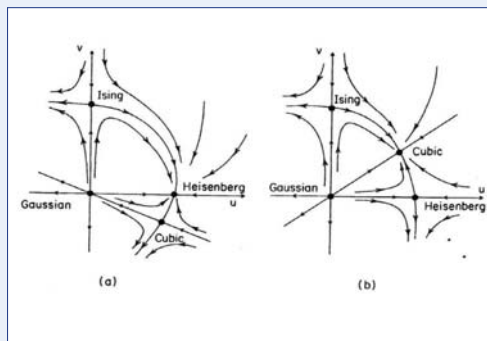 v
Ising
Heisenberg
Gaussian
u
Cubic
(a)
v
Ising
Cubic
Gaussian
Heisenberg
u
(b)